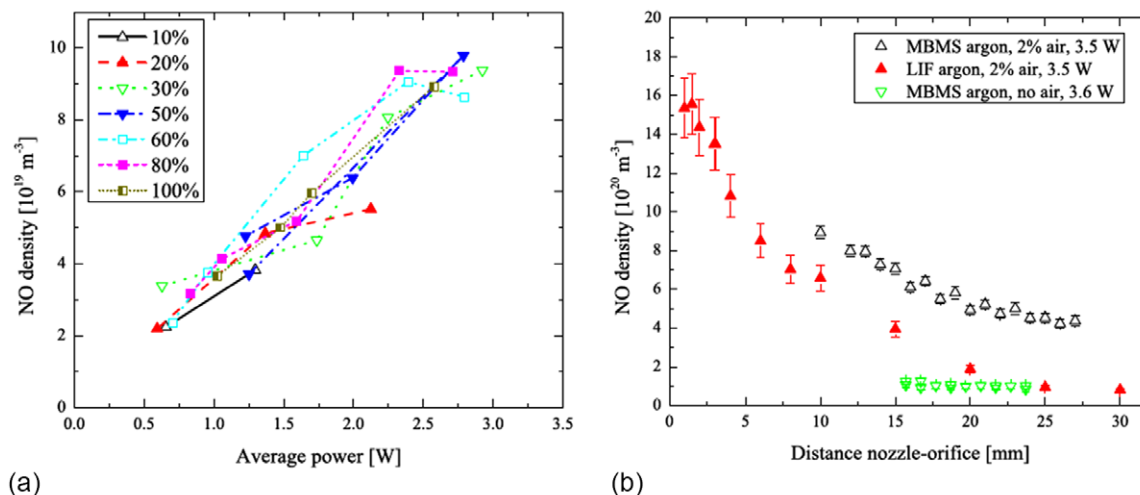 10%
20%
30%
50%
60%
80%
100%
10
8
6
4
2
0
NO density [10¹⁹ m⁻³]
0.0 0.5 1.0 1.5 2.0 2.5 3.0 3.5
Average power [W]
(a)
MBMS argon, 2% air, 3.5 W
LIF argon, 2% air, 3.5 W
MBMS argon, no air, 3.6 W
20
18
16
14
12
10
8
6
4
2
0
NO density [10²⁰ m⁻³]
0 5 10 15 20 25 30
Distance nozzle-orifice [mm]
(b)